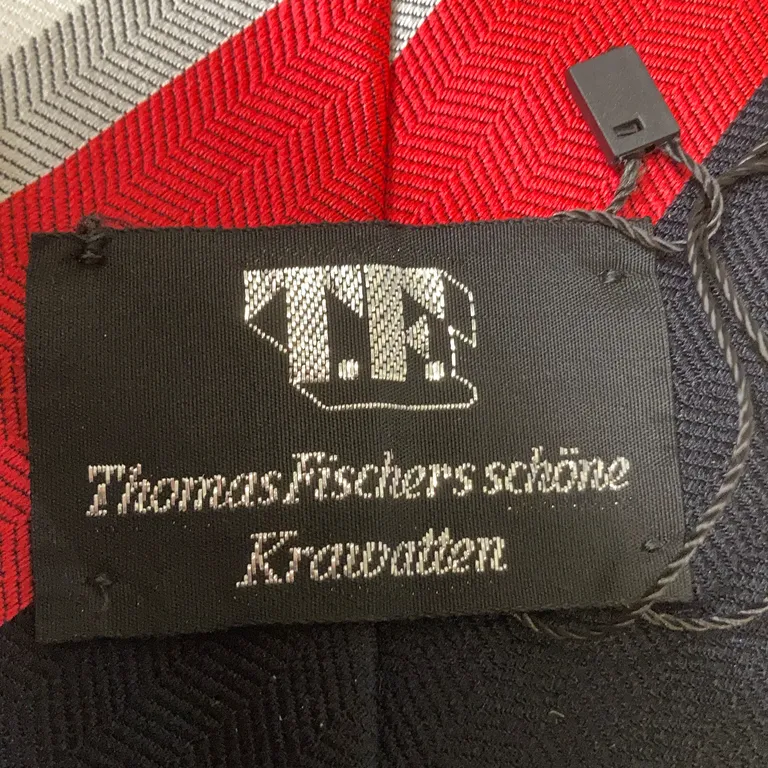 T.F.
Thomas Fischers schöne
Krawatten